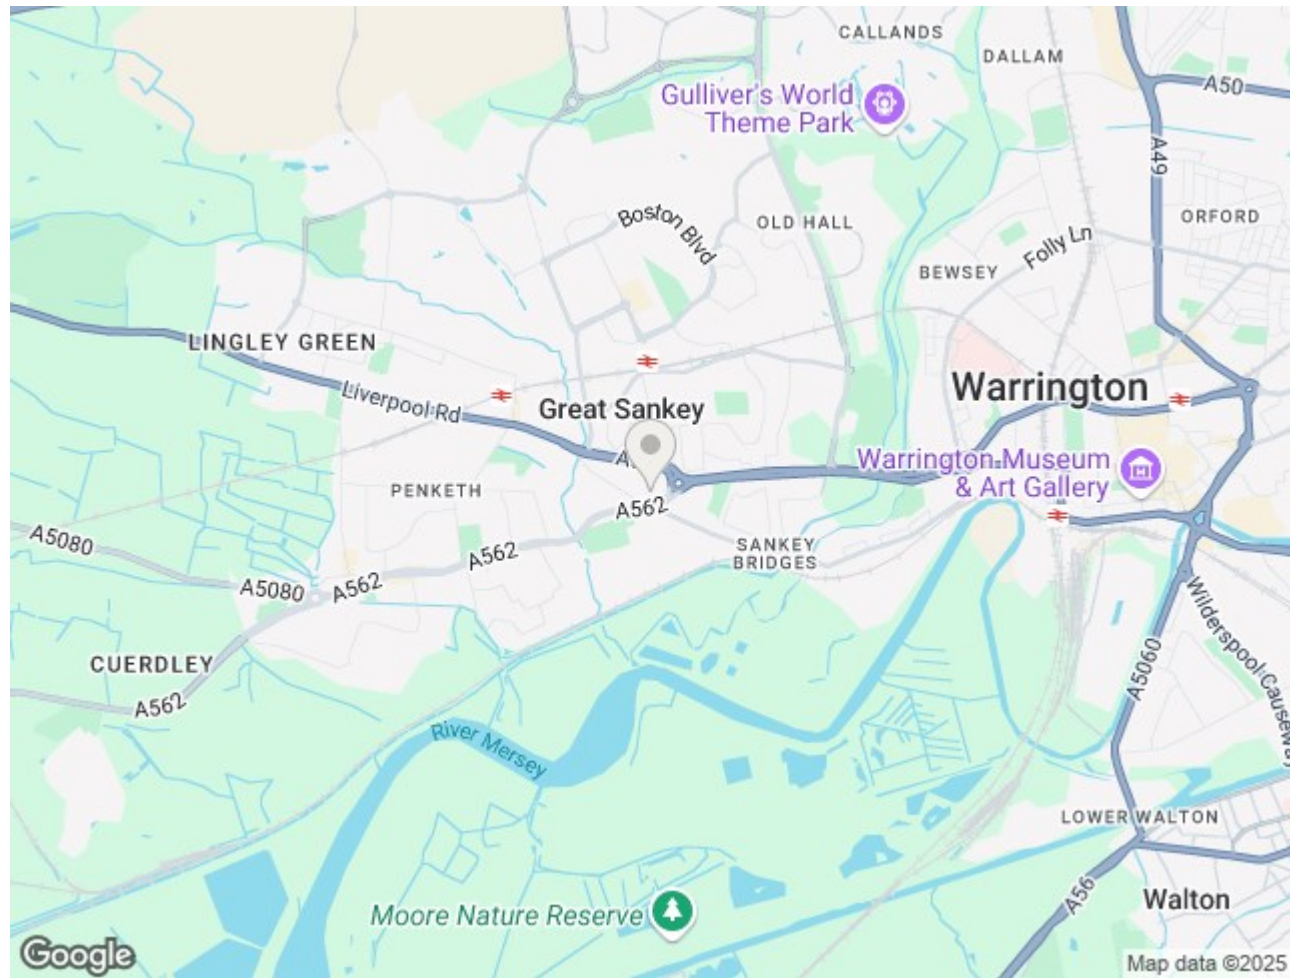 CALLANDS
DALLAM
A50
Gulliver's World
Theme Park
A49
Boston Blvd
OLD HALL
ORFORD
Folly Ln
BEWSEY
LINGLEY GREEN
Liverpool Rd
Great Sankey
Warrington
Warrington Museum
& Art Gallery
PENKETH
A562
A5080
SANKEY
BRIDGES
A562
A5080
A562
Wilderspool Causeway
CUERDLEY
A5060
A562
River Mersey
LOWER WALTON
A56
Walton
Moore Nature Reserve
Google
Map data ©2025